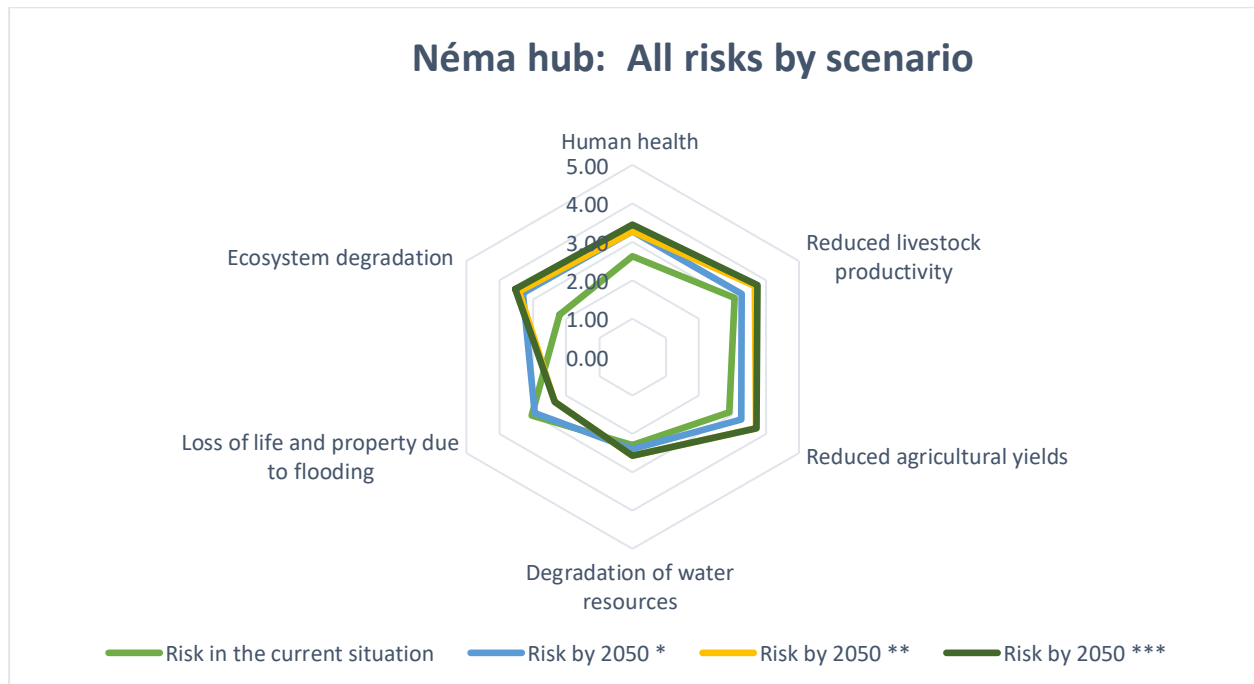 Néma hub:  All risks by scenario
Human health
5.00
4.00
3.00
2.00
1.00
0.00
Reduced livestock
productivity
Reduced agricultural yields
Degradation of water
resources
Loss of life and property due
to flooding
Ecosystem degradation
Risk in the current situation
Risk by 2050 *
Risk by 2050 **
Risk by 2050 ***